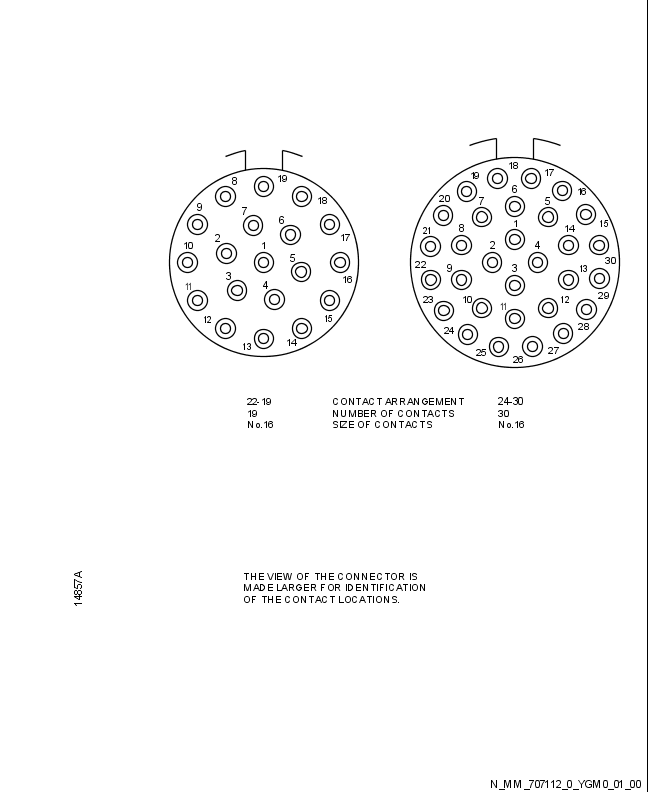 18
19 17
8 19 20 6 16
9 7 18 7 5 15
6 21 8 1 14
10 2 1 17 2 4
5 22 9 3 13 30
11 3 4 16 23 10 11 12 29
12 15 24 28
13 14 25 26 27
22-19 CONTACT ARRANGEMENT 24-30
19 NUMBER OF CONTACTS 30
No.16 SIZE OF CONTACTS No.16
THE VIEW OF THE CONNECTOR IS
MADE LARGER FOR IDENTIFICATION
OF THE CONTACT LOCATIONS.
14857A
N_MM_707112_0_YGM0_01_00